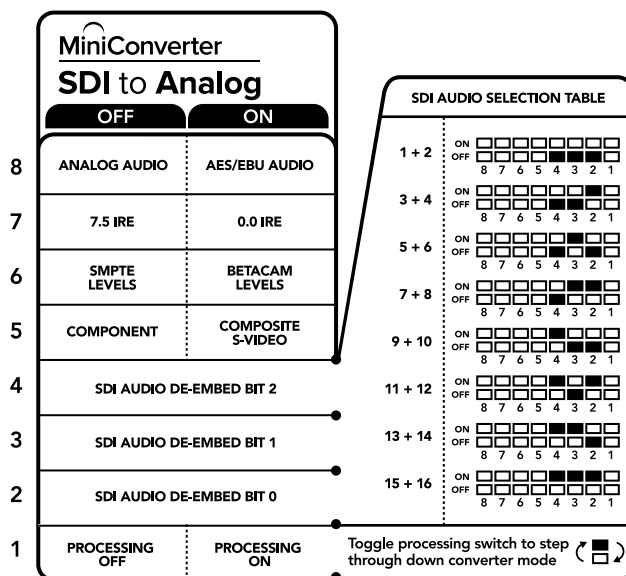 MiniConverter
SDI to Analog
OFF ON
8 ANALOG AUDIO AES/EBU AUDIO
7 7.5 IRE 0.0 IRE
6 SMPTE LEVELS BETACAM LEVELS
5 COMPONENT COMPOSITE S-VIDEO
4 SDI AUDIO DE-EMBED BIT 2
3 SDI AUDIO DE-EMBED BIT 1
2 SDI AUDIO DE-EMBED BIT 0
1 PROCESSING OFF PROCESSING ON
SDI AUDIO SELECTION TABLE
1 + 2 ON
OFF
8 7 6 5 4 3 2 1
3 + 4 ON
OFF
8 7 6 5 4 3 2 1
5 + 6 ON
OFF
8 7 6 5 4 3 2 1
7 + 8 ON
OFF
8 7 6 5 4 3 2 1
9 + 10 ON
OFF
8 7 6 5 4 3 2 1
11 + 12 ON
OFF
8 7 6 5 4 3 2 1
13 + 14 ON
OFF
8 7 6 5 4 3 2 1
15 + 16 ON
OFF
8 7 6 5 4 3 2 1
Toggle processing switch to step
through down converter mode